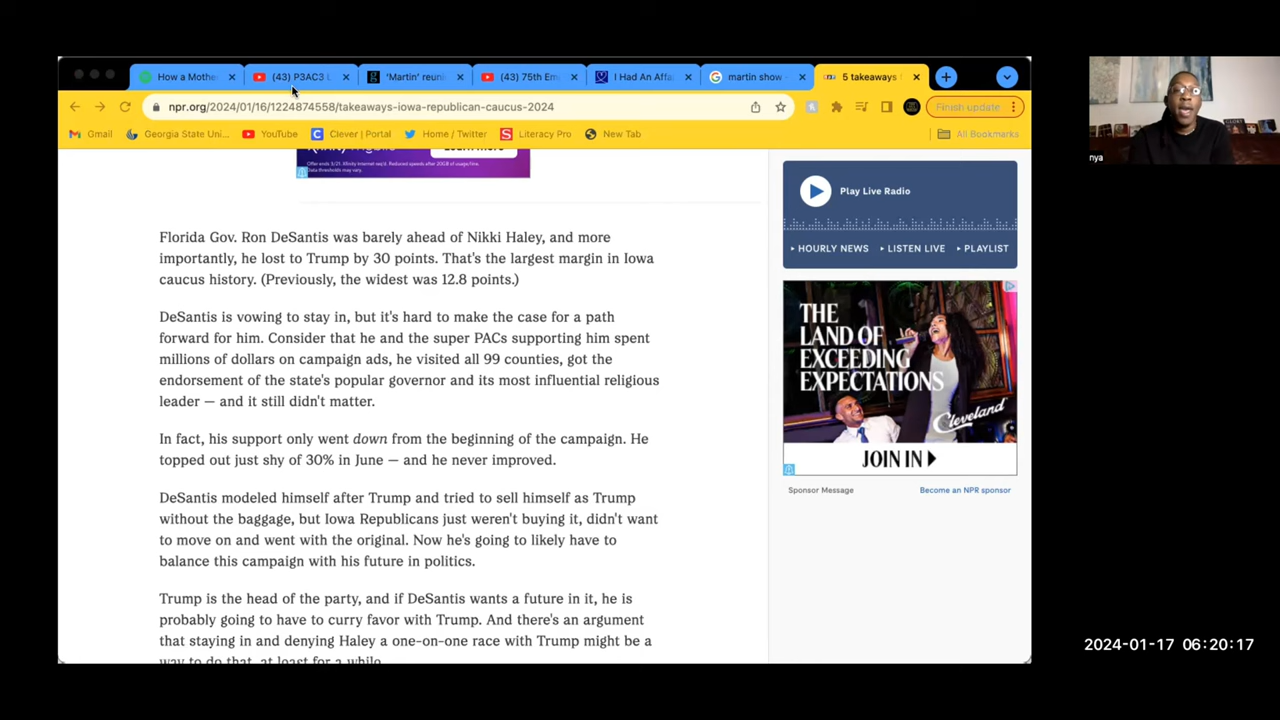 How a Mothe
(43) P3AC3 L
'Martin' reuni
(43) 75th Em
I Had An Affa
martin show -
5 takeaways
npr.org/2024/01/16/1224874558/takeaways-iowa-republican-caucus-2024
Finish update
Gmail
Georgia State Uni...
YouTube
Clever | Portal
Home / Twitter
Literacy Pro
New Tab
All Bookmarks
Florida Gov. Ron DeSantis was barely ahead of Nikki Haley, and more
importantly, he lost to Trump by 30 points. That's the largest margin in Iowa
caucus history. (Previously, the widest was 12.8 points.)
DeSantis is vowing to stay in, but it's hard to make the case for a path
forward for him. Consider that he and the super PACs supporting him spent
millions of dollars on campaign ads, he visited all 99 counties, got the
endorsement of the state's popular governor and its most influential religious
leader — and it still didn't matter.
In fact, his support only went down from the beginning of the campaign. He
topped out just shy of 30% in June — and he never improved.
DeSantis modeled himself after Trump and tried to sell himself as Trump
without the baggage, but Iowa Republicans just weren't buying it, didn't want
to move on and went with the original. Now he's going to likely have to
balance this campaign with his future in politics.
Trump is the head of the party, and if DeSantis wants a future in it, he is
probably going to have to curry favor with Trump. And there's an argument
that staying in and denying Haley a one-on-one race with Trump might be a
way to do that, at least for a while.
Play Live Radio
HOURLY NEWS
LISTEN LIVE
PLAYLIST
THE
LAND OF
EXCEEDING
EXPECTATIONS
Cleveland
JOIN IN
Sponsor Message
Become an NPR sponsor
nya
2024-01-17 06:20:17